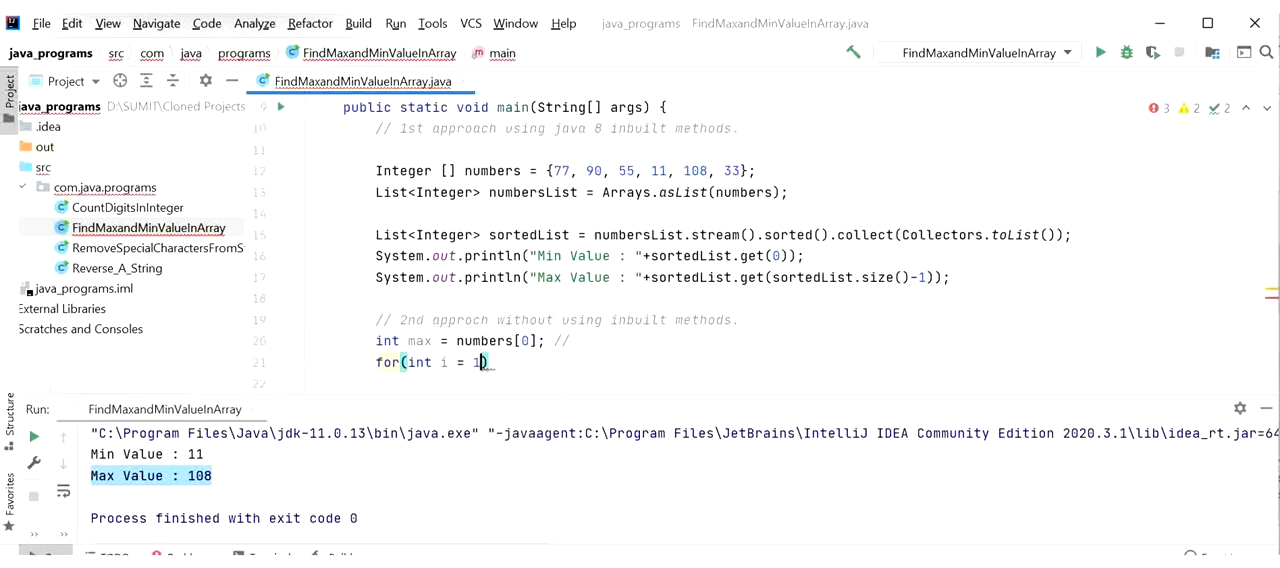 File Edit View Navigate Code Analyze Refactor Build Run Tools VCS Window Help java_programs FindMaxandMinValueInArray.java
java_programs src com java programs FindMaxandMinValueInArray main FindMaxandMinValueInArray
Project FindMaxandMinValueInArray.java
Project
java_programs D:\SUMIT\Cloned Projects
.idea
out
src
com.java.programs
CountDigitsInInteger
FindMaxandMinValueInArray
RemoveSpecialCharactersFromS
Reverse_A_String
java_programs.iml
External Libraries
Scratches and Consoles
9 public static void main(String[] args) { 3 2 2
10 // 1st approach using java 8 inbuilt methods.
11
12 Integer [] numbers = {77, 90, 55, 11, 108, 33};
13 List<Integer> numbersList = Arrays.asList(numbers);
14
15 List<Integer> sortedList = numbersList.stream().sorted().collect(Collectors.toList());
16 System.out.println("Min Value : "+sortedList.get(0));
17 System.out.println("Max Value : "+sortedList.get(sortedList.size()-1));
18
19 // 2nd approch without using inbuilt methods.
20 int max = numbers[0]; //
21 for(int i = 1)
22
Structure
Favorites
Run: FindMaxandMinValueInArray
"C:\Program Files\Java\jdk-11.0.13\bin\java.exe" "-javaagent:C:\Program Files\JetBrains\IntelliJ IDEA Community Edition 2020.3.1\lib\idea_rt.jar=64
Min Value : 11
Max Value : 108
Process finished with exit code 0